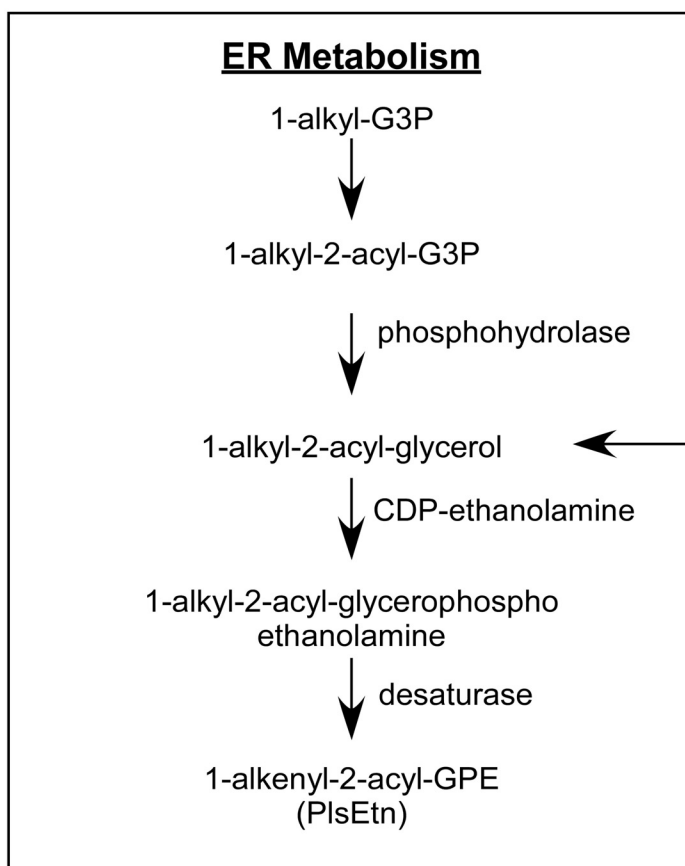 ER Metabolism
1-alkyl-G3P
1-alkyl-2-acyl-G3P
phosphohydrolase
1-alkyl-2-acyl-glycerol
CDP-ethanolamine
1-alkyl-2-acyl-glycerophospho
ethanolamine
desaturase
1-alkenyl-2-acyl-GPE
(PlsEtn)